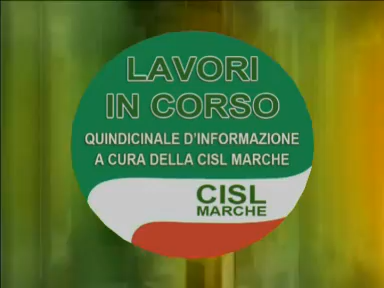 LAVORI
IN CORSO
QUINDICINALE D'INFORMAZIONE
A CURA DELLA CISL MARCHE
CISL
MARCHE